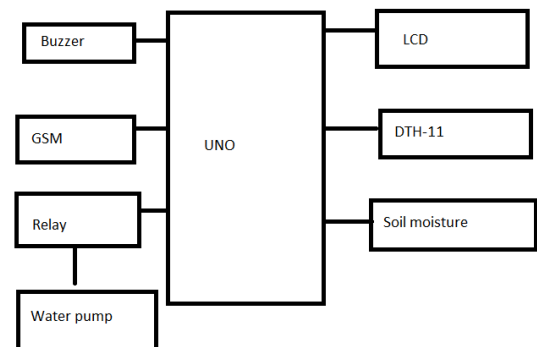 Buzzer
LCD
GSM
UNO
DTH-11
Relay
Soil moisture
Water pump